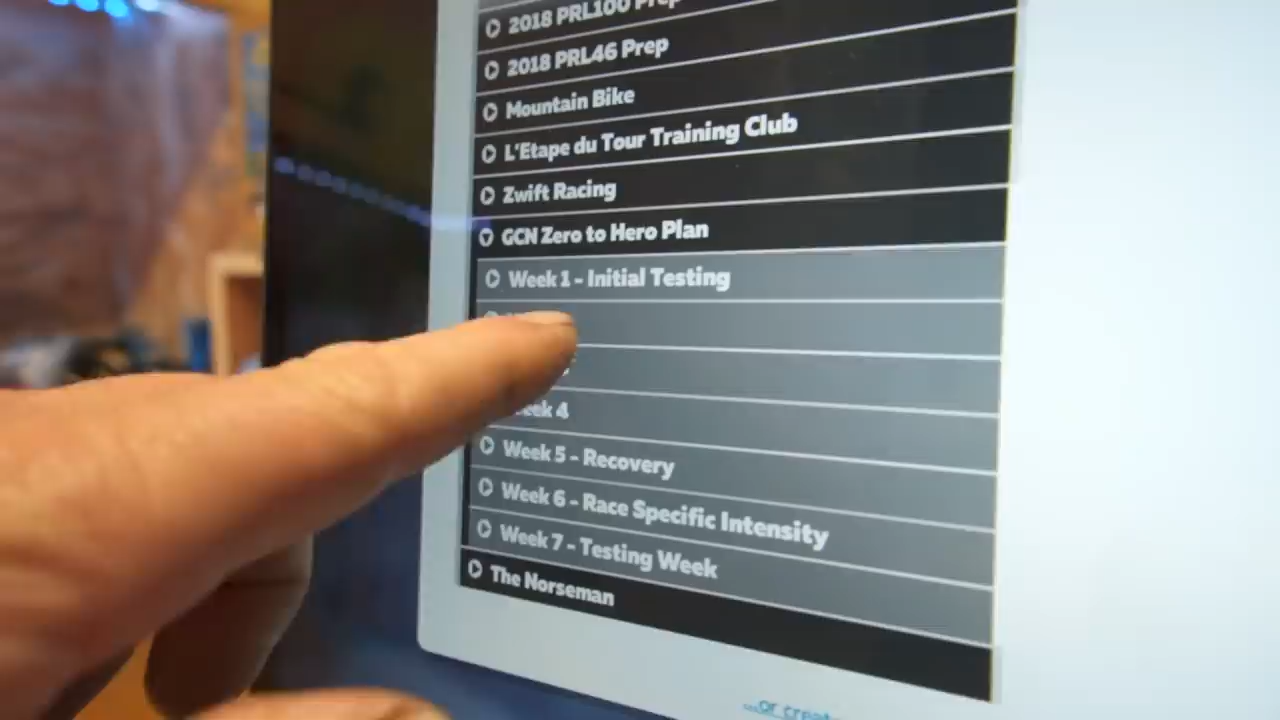 2018 PRL100 Prep
2018 PRL46 Prep
Mountain Bike
L'Etape du Tour Training Club
Zwift Racing
GCN Zero to Hero Plan
Week 1 - Initial Testing
4
Week 5 - Recovery
Week 6 - Race Specific Intensity
Week 7 - Testing Week
The Norseman
...or